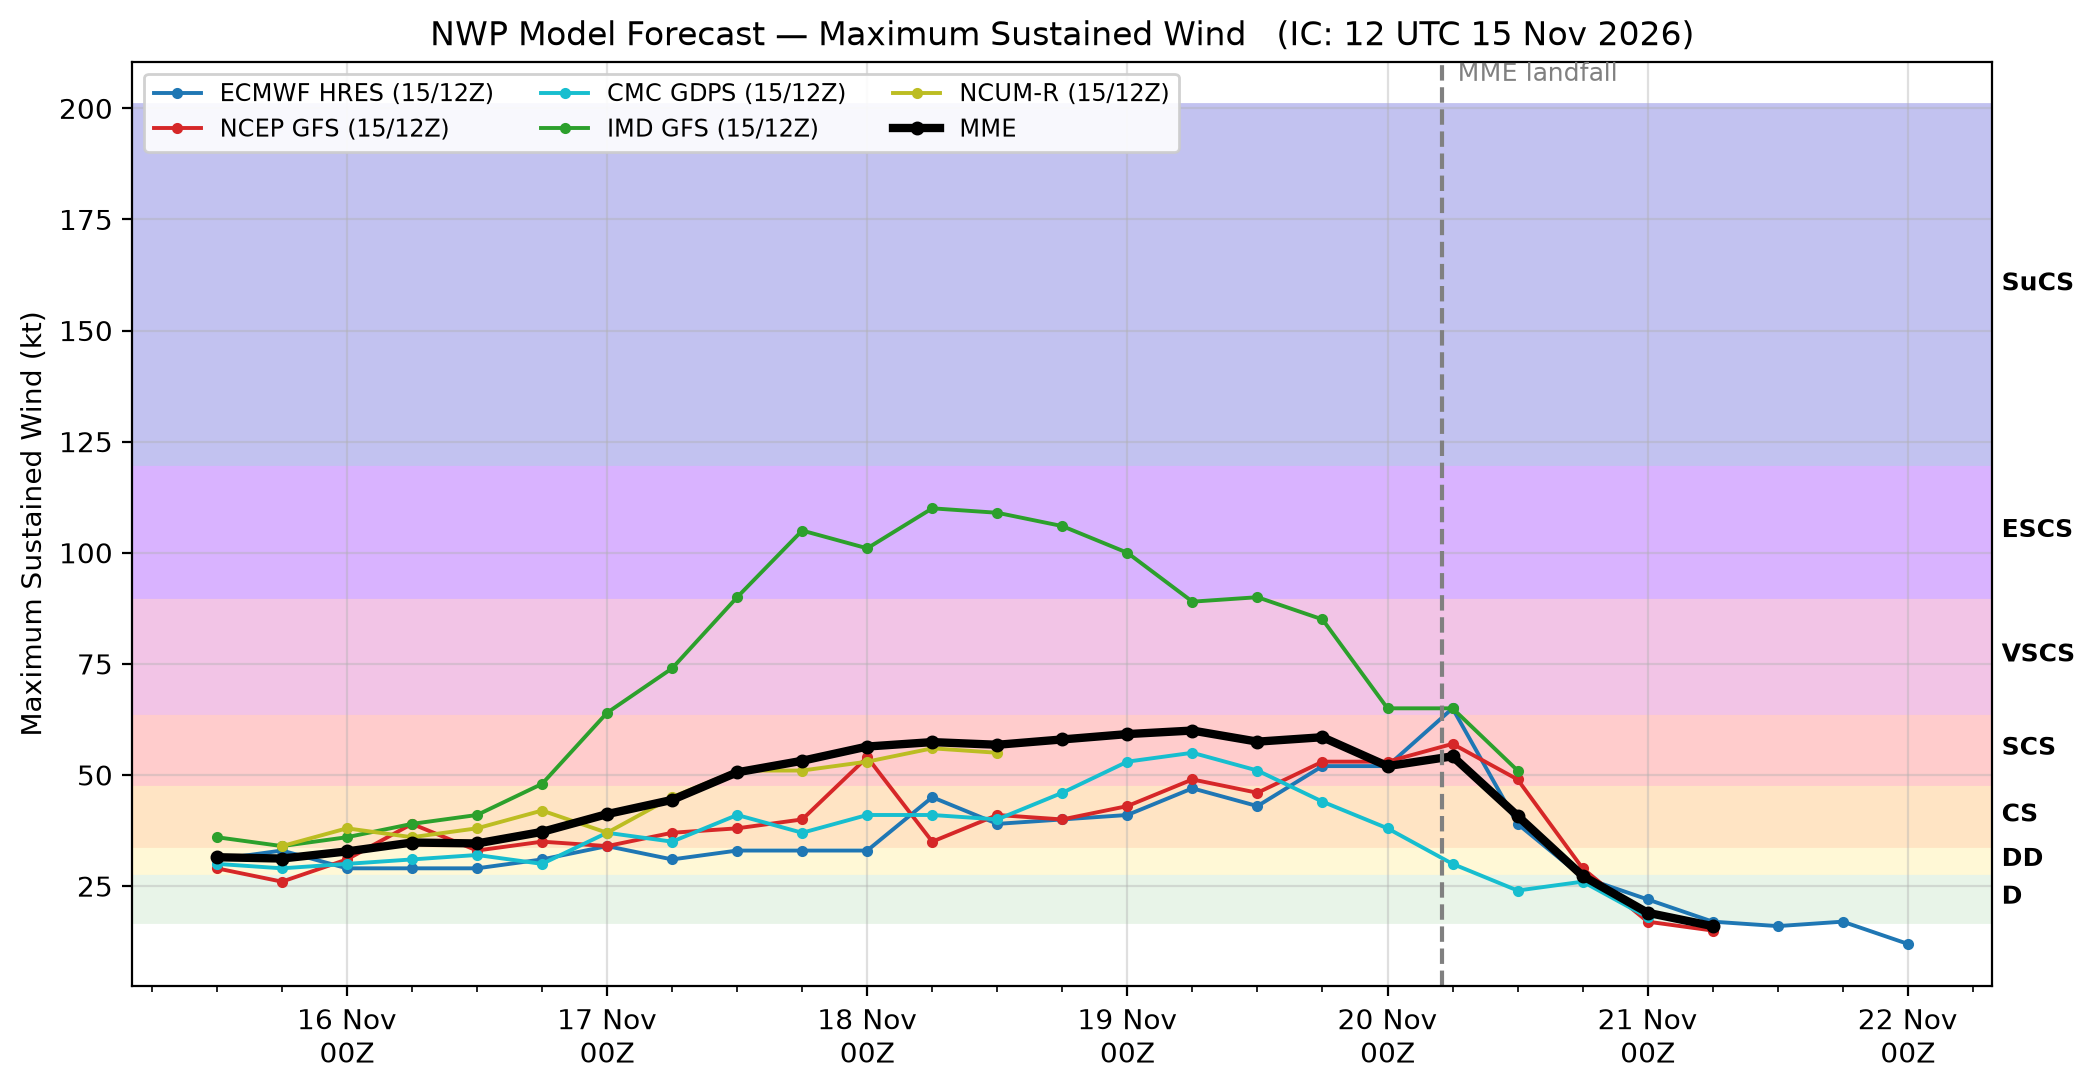 NWP Model Forecast — Maximum Sustained Wind (IC: 12 UTC 15 Nov 2026)
MME landfall
ECMWF HRES (15/12Z)
NCEP GFS (15/12Z)
CMC GDPS (15/12Z)
IMD GFS (15/12Z)
NCUM-R (15/12Z)
MME
Maximum Sustained Wind (kt)
200
175
150
125
100
75
50
25
SuCS
ESCS
VSCS
SCS
CS
DD
D
16 Nov
00Z
17 Nov
00Z
18 Nov
00Z
19 Nov
00Z
20 Nov
00Z
21 Nov
00Z
22 Nov
00Z